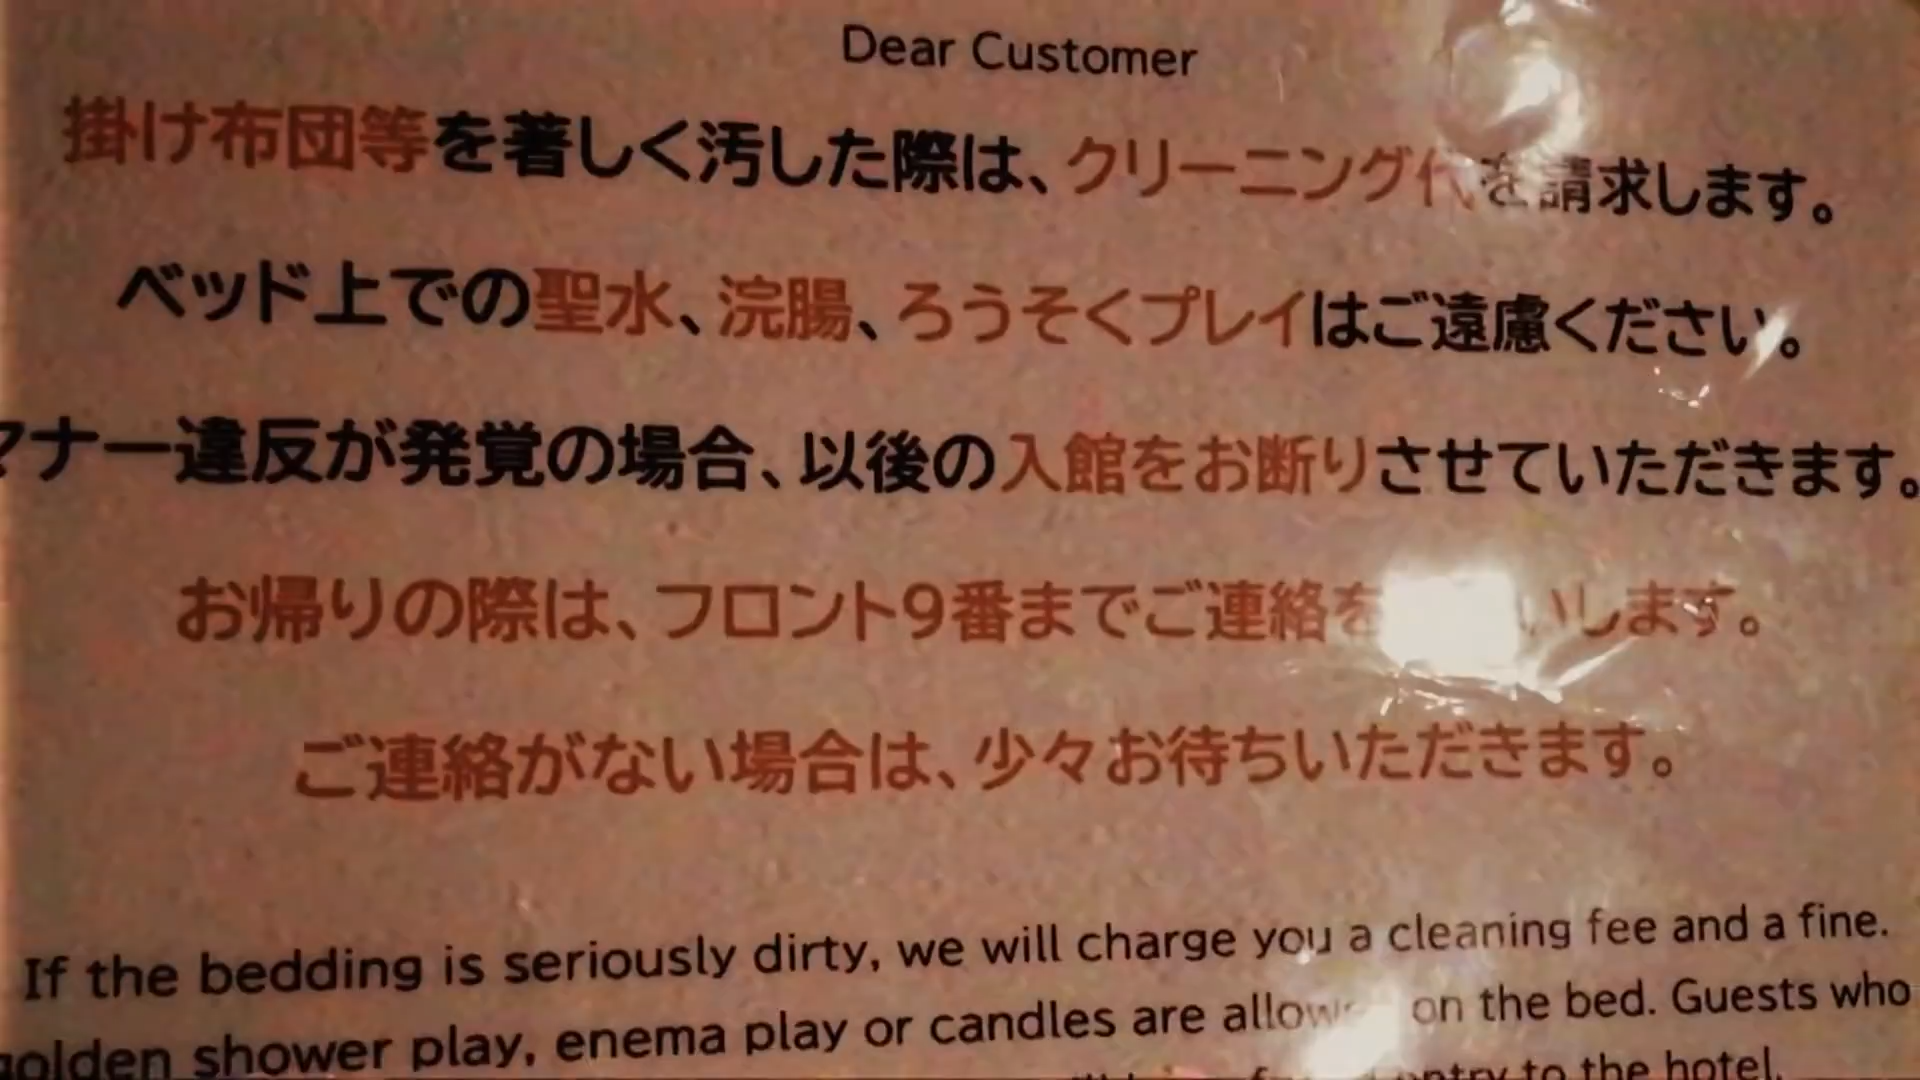 Dear Customer
掛け布団等を著しく汚した際は、クリーニング代を請求します。
ベッド上での聖水、浣腸、ろうそくプレイはご遠慮ください。
マナー違反が発覚の場合、以後の入館をお断りさせていただきます。
お帰りの際は、フロント9番までご連絡を いします。
ご連絡がない場合は、少々お待ちいただきます。
If the bedding is seriously dirty, we will charge you a cleaning fee and a fine.
golden shower play, enema play or candles are on the bed. Guests who
to the hotel.